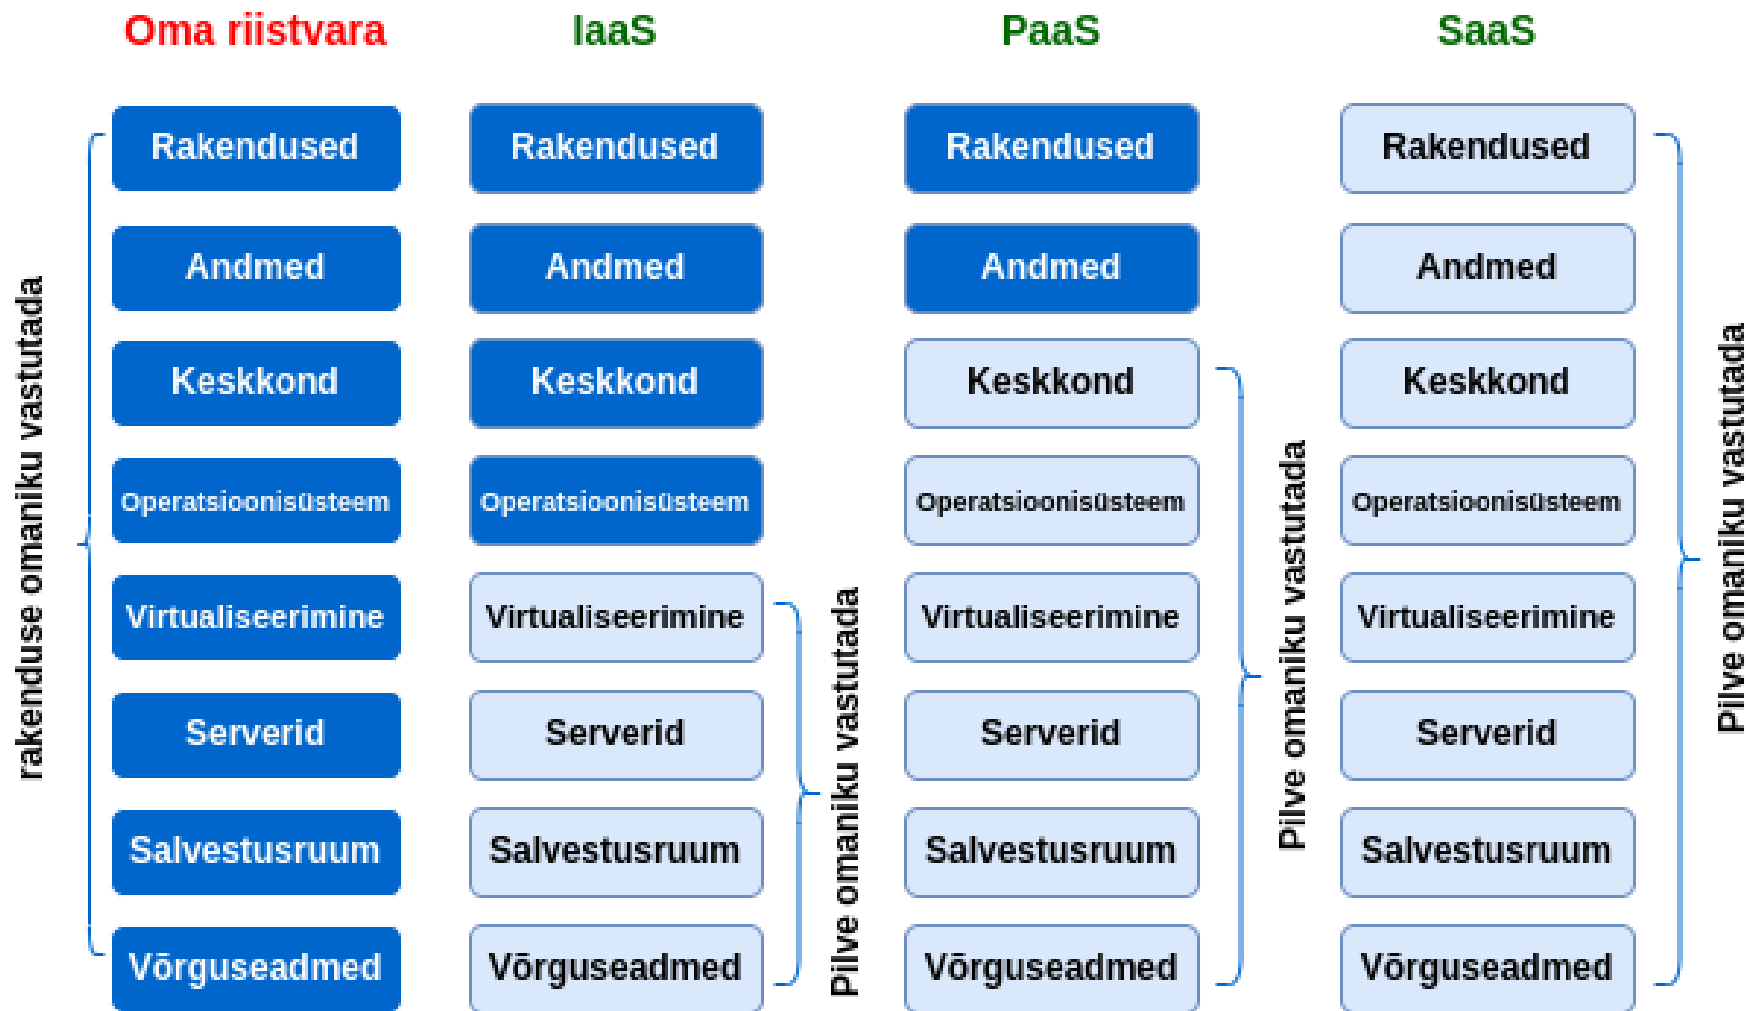 Oma riistvara
IaaS
PaaS
SaaS
rakenduse omaniku vastutada
Rakendused
Andmed
Keskkond
Operatsioonisüsteem
Virtualiseerimine
Serverid
Salvestusruum
Võrguseadmed
Rakendused
Andmed
Keskkond
Operatsioonisüsteem
Virtualiseerimine
Serverid
Salvestusruum
Võrguseadmed
Pilve omaniku vastutada
Rakendused
Andmed
Keskkond
Operatsioonisüsteem
Virtualiseerimine
Serverid
Salvestusruum
Võrguseadmed
Pilve omaniku vastutada
Rakendused
Andmed
Keskkond
Operatsioonisüsteem
Virtualiseerimine
Serverid
Salvestusruum
Võrguseadmed
Pilve omaniku vastutada